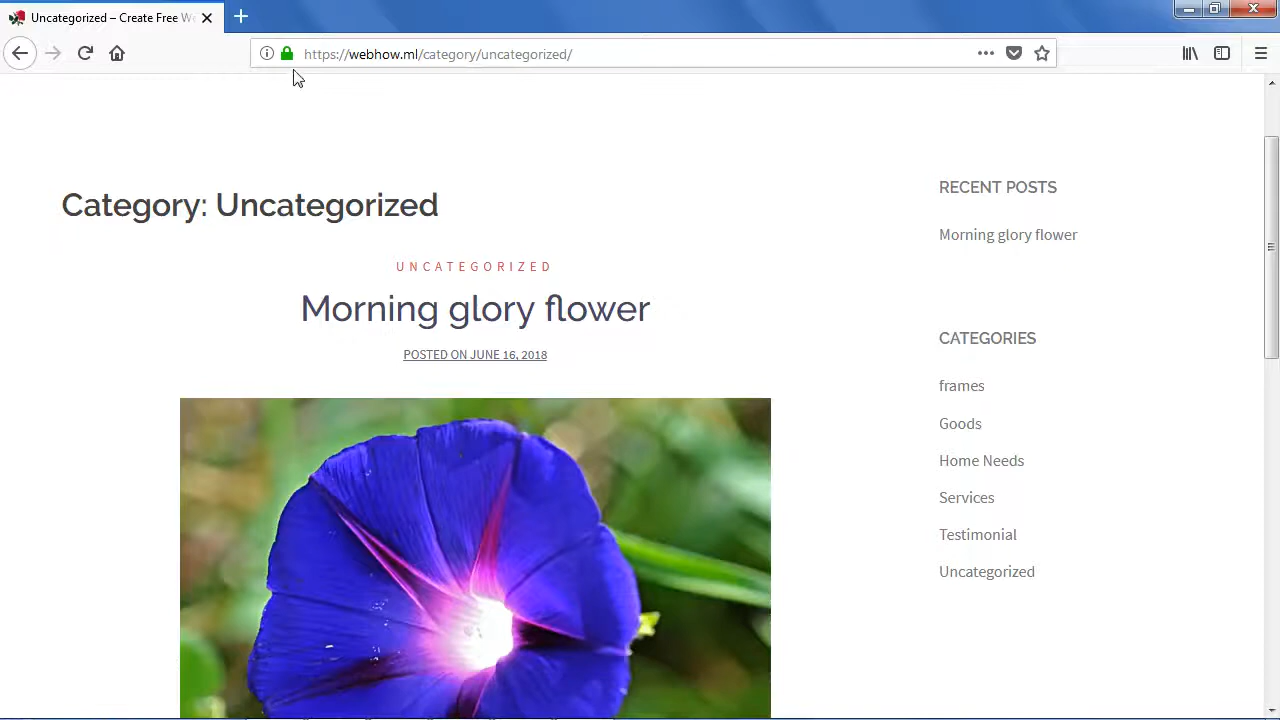 Uncategorized – Create Free We
https://webhow.ml/category/uncategorized/
Category: Uncategorized
UNCATEGORIZED
Morning glory flower
POSTED ON JUNE 16, 2018
RECENT POSTS
Morning glory flower
CATEGORIES
frames
Goods
Home Needs
Services
Testimonial
Uncategorized